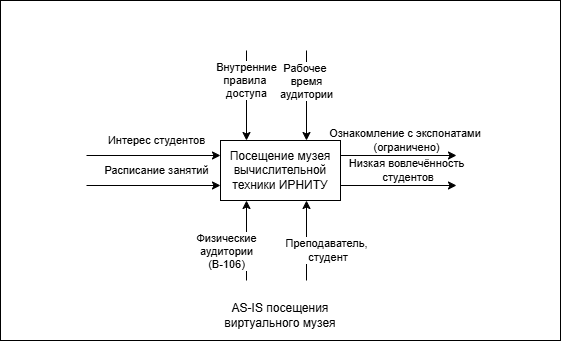 Внутренние
правила
доступа
Рабочее
время
аудитории
Интерес студентов
Расписание занятий
Посещение музея
вычислительной
техники ИРНИТУ
Ознакомление с экспонатами
(ограничено)
Низкая вовлечённость
студентов
Физические
аудитории
(В-106)
Преподаватель,
студент
AS-IS посещения
виртуального музея